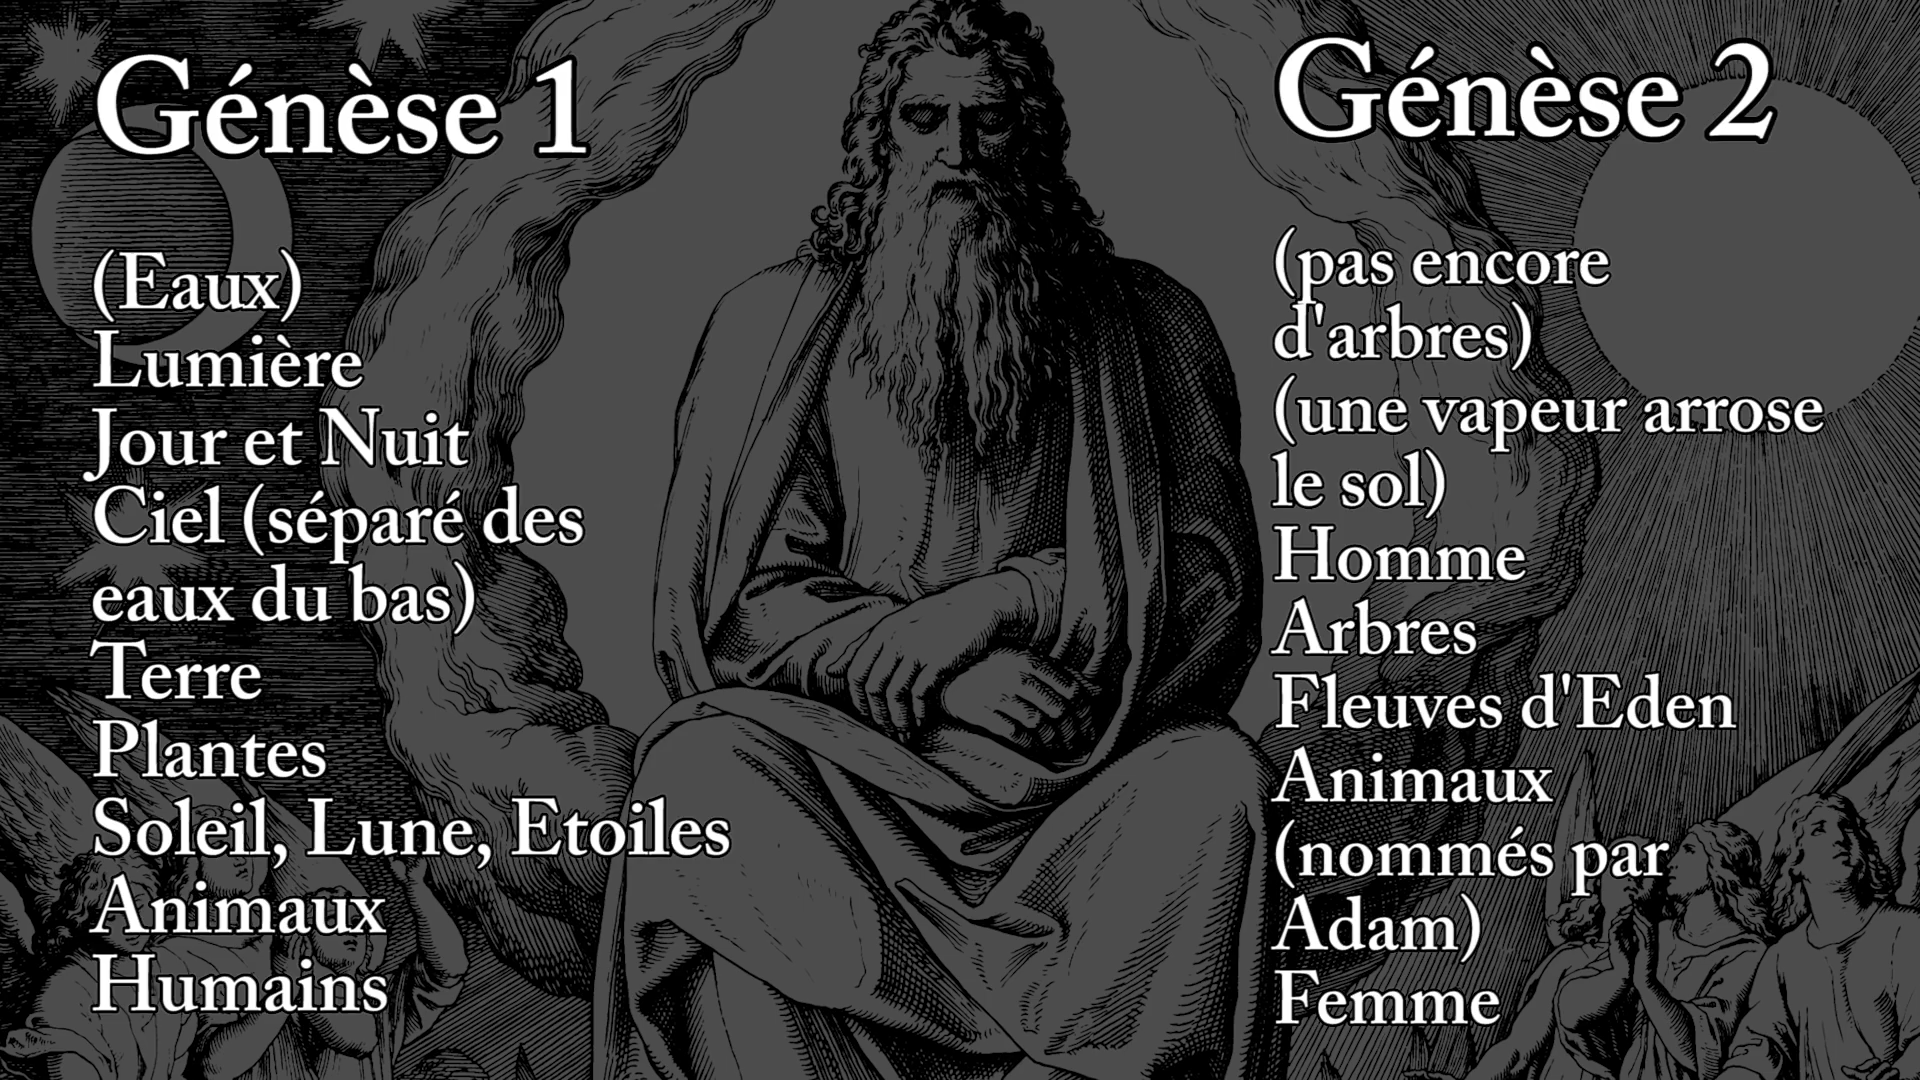 Génèse 1
(Eaux)
Lumière
Jour et Nuit
Ciel (séparé des
eaux du bas)
Terre
Plantes
Soleil, Lune, Etoiles
Animaux
Humains
Génèse 2
(pas encore
d'arbres)
(une vapeur arrose
le sol)
Homme
Arbres
Fleuves d'Eden
Animaux
(nommés par
Adam)
Femme